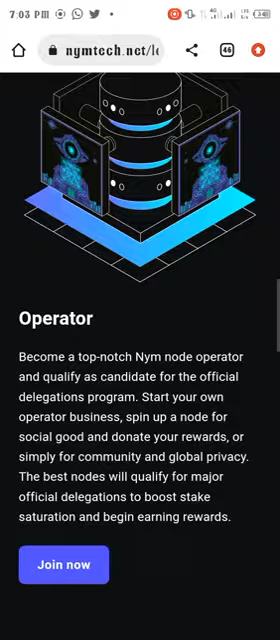 7:03 PM
nymtech.net/le
46
Operator
Become a top-notch Nym node operator
and qualify as candidate for the official
delegations program. Start your own
operator business, spin up a node for
social good and donate your rewards, or
simply for community and global privacy.
The best nodes will qualify for major
official delegations to boost stake
saturation and begin earning rewards.
Join now